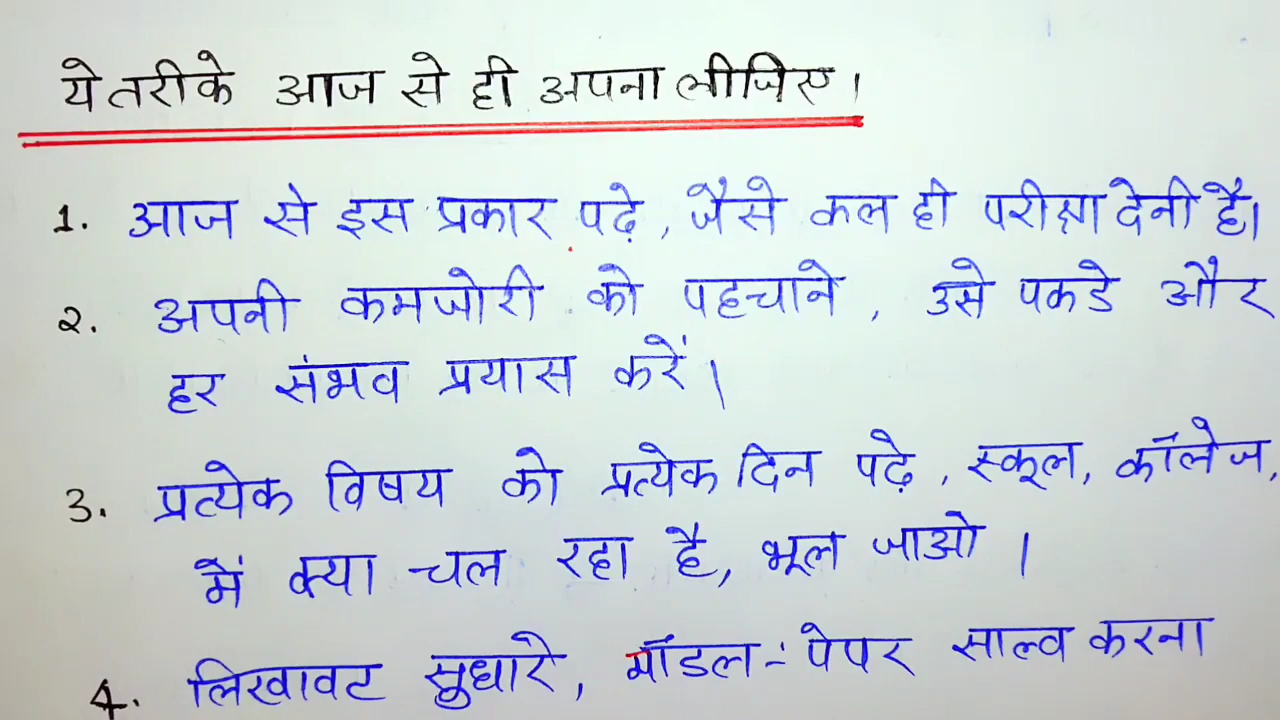 ये तरीके आज से ही अपना लीजिए।
1. आज से इस प्रकार पढ़े, जैसे कल ही परीक्षा देनी है।
२. अपनी कमजोरी को पहचाने, उसे पकडे और
हर संभव प्रयास करें।
3. प्रत्येक विषय को प्रत्येक दिन पढ़े, स्कूल, कॉलेज,
में क्या चल रहा है, भूल जाओ।
4. लिखावट सुधारे, मॉडल-पेपर साल्व करना